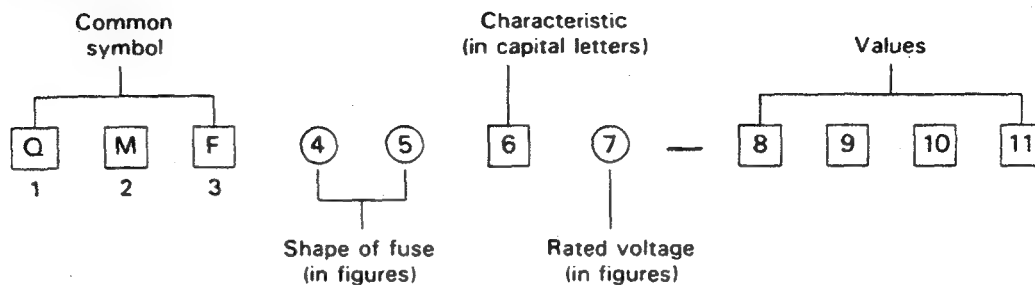 Common
symbol
Characteristic
(in capital letters)
Values
Q M F 4 5 6 7 — 8 9 10 11
1 2 3
Shape of fuse
(in figures)
Rated voltage
(in figures)